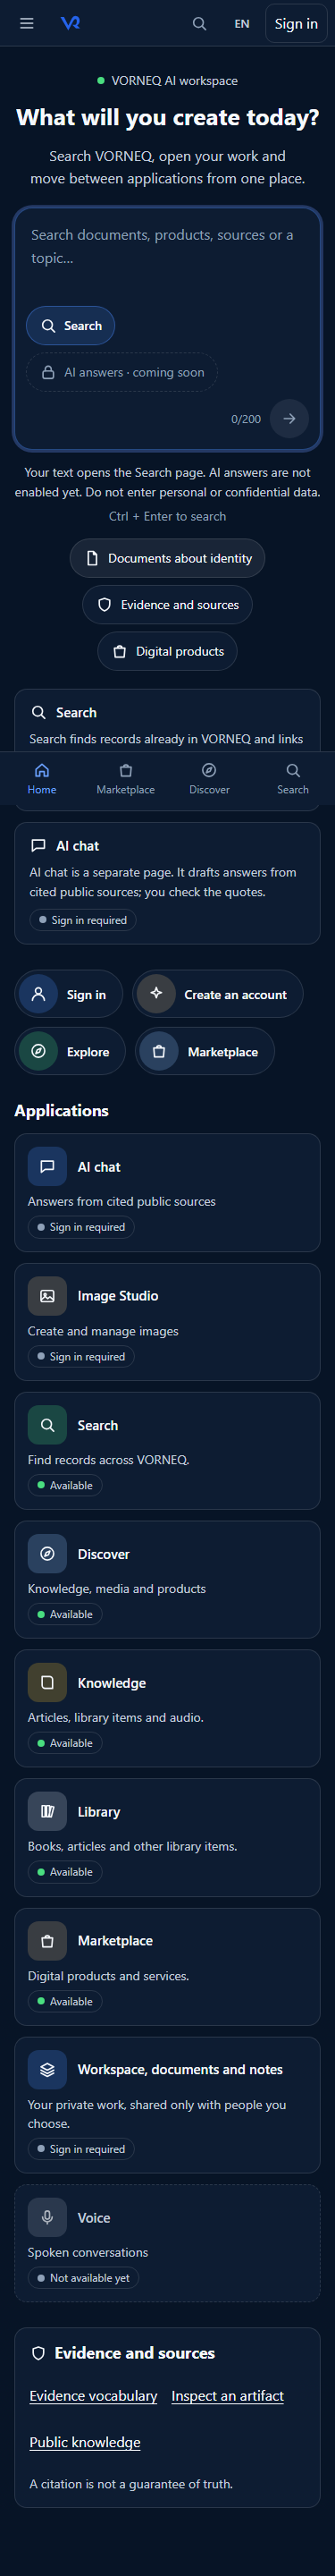 VR
EN
Sign in
VORNEQ AI workspace
What will you create today?
Search VORNEQ, open your work and
move between applications from one place.
Search documents, products, sources or a
topic...
Search
AI answers · coming soon
0/200
Your text opens the Search page. AI answers are not
enabled yet. Do not enter personal or confidential data.
Ctrl + Enter to search
Documents about identity
Evidence and sources
Digital products
Search
Search finds records already in VORNEQ and links
Home
Marketplace
Discover
Search
AI chat
AI chat is a separate page. It drafts answers from
cited public sources; you check the quotes.
Sign in required
Sign in
Create an account
Explore
Marketplace
Applications
AI chat
Answers from cited public sources
Sign in required
Image Studio
Create and manage images
Sign in required
Search
Find records across VORNEQ.
Available
Discover
Knowledge, media and products
Available
Knowledge
Articles, library items and audio.
Available
Library
Books, articles and other library items.
Available
Marketplace
Digital products and services.
Available
Workspace, documents and notes
Your private work, shared only with people you
choose.
Sign in required
Voice
Spoken conversations
Not available yet
Evidence and sources
Evidence vocabulary
Inspect an artifact
Public knowledge
A citation is not a guarantee of truth.